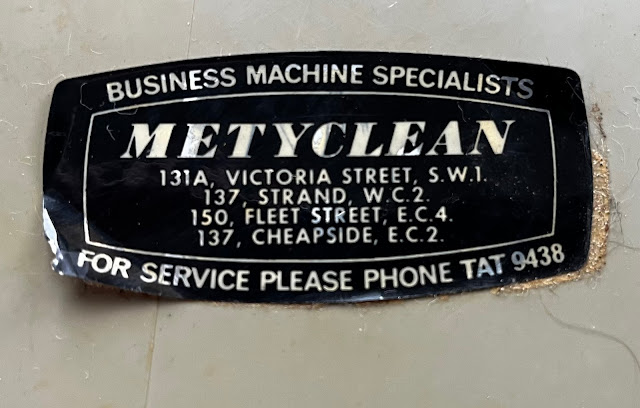 BUSINESS MACHINE SPECIALISTS
METYCLEAN
131A, VICTORIA STREET, S.W.1.
137, STRAND, W.C.2.
150, FLEET STREET, E.C.4.
137, CHEAPSIDE, E.C.2.
FOR SERVICE PLEASE PHONE TAT 9438